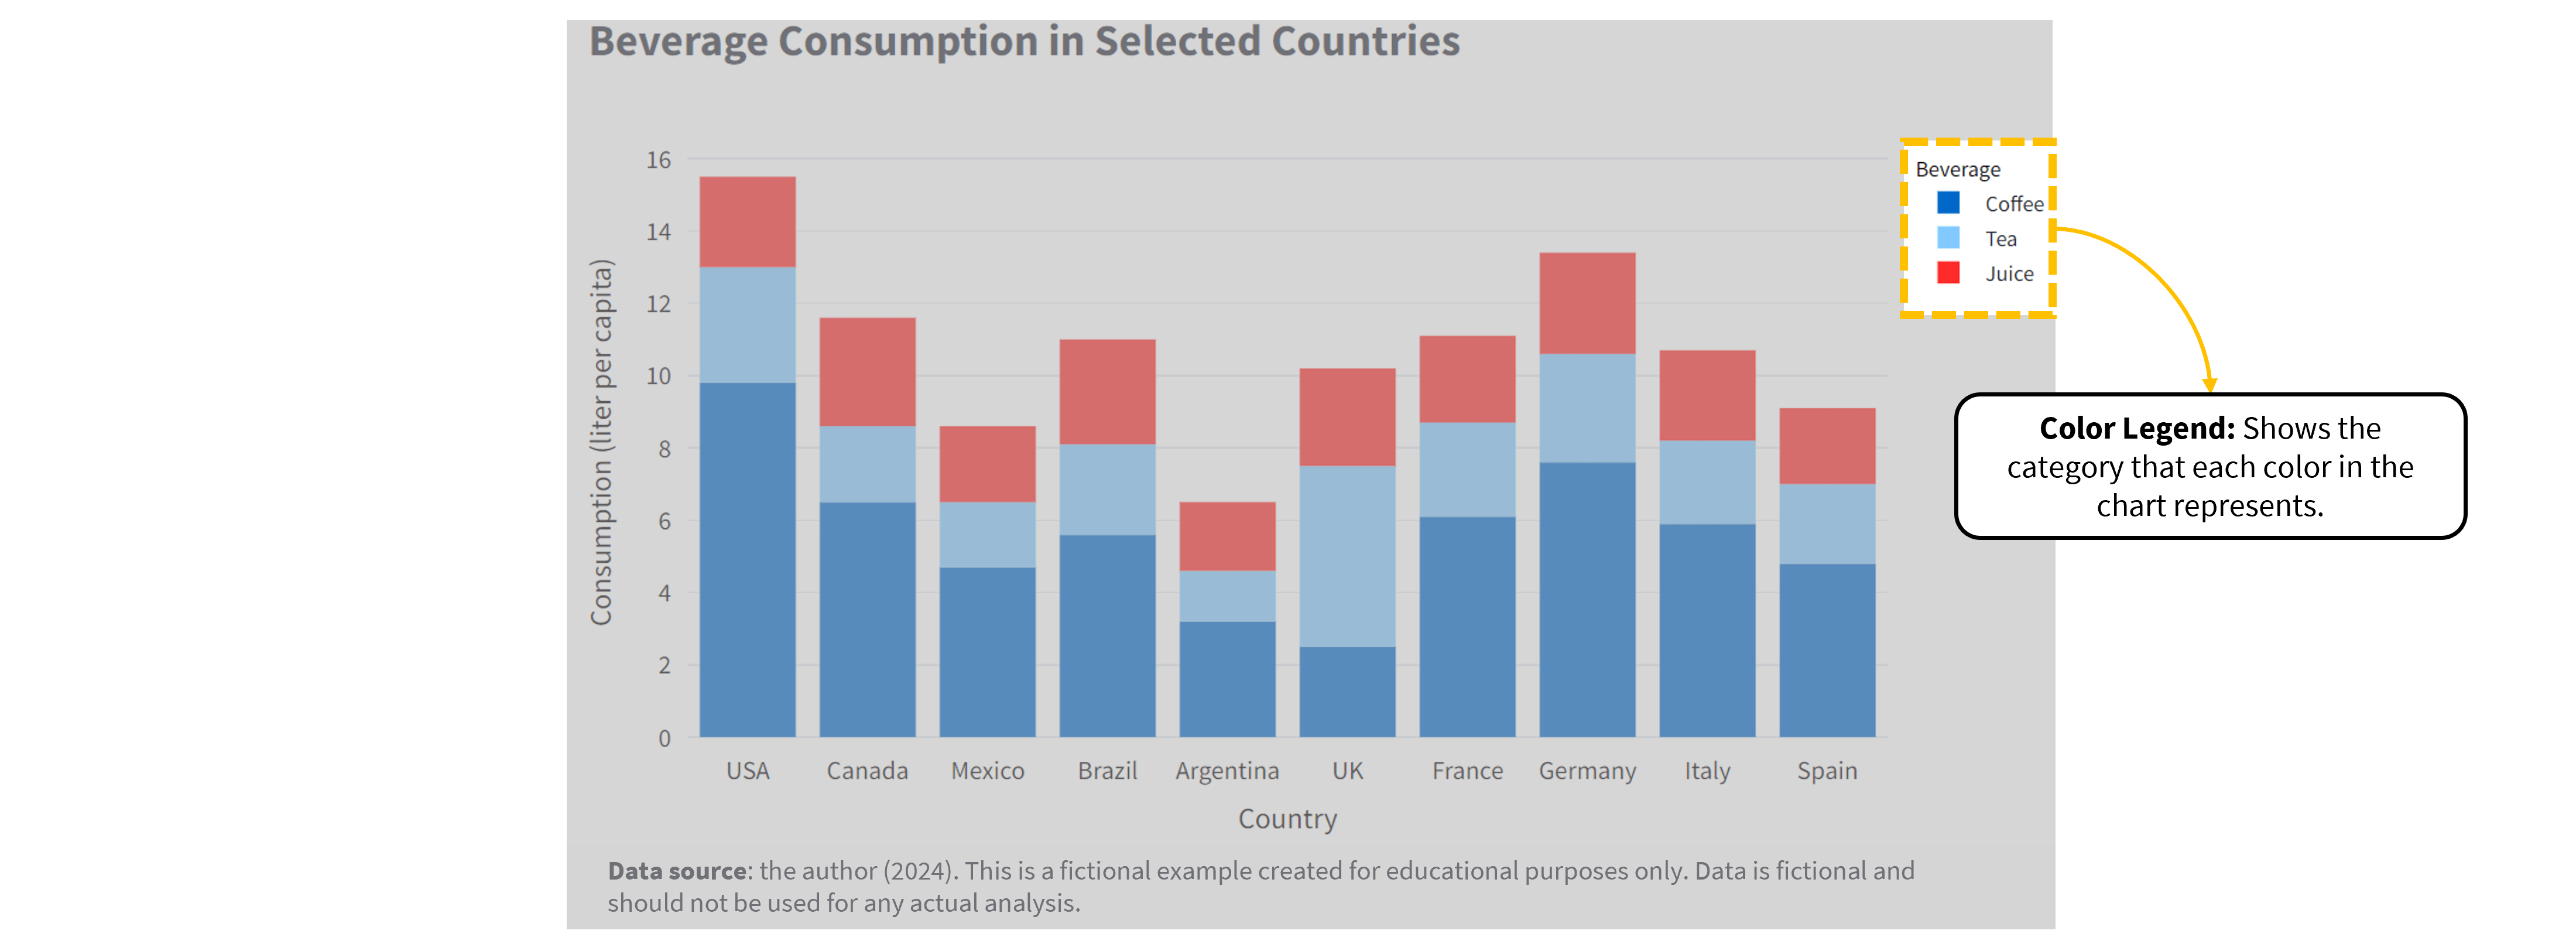 Beverage Consumption in Selected Countries
16
14
12
10
8
6
4
2
0
Consumption (liter per capita)
USA Canada Mexico Brazil Argentina UK France Germany Italy Spain
Country
Beverage
Coffee
Tea
Juice
Color Legend: Shows the
category that each color in the
chart represents.
Data source: the author (2024). This is a fictional example created for educational purposes only. Data is fictional and
should not be used for any actual analysis.